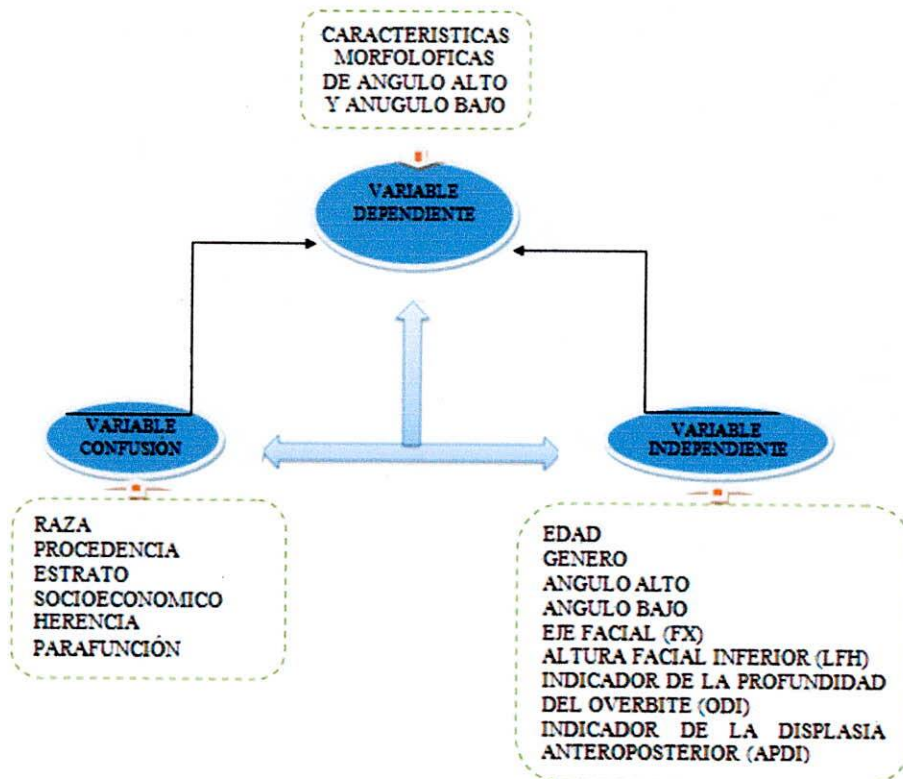 CARACTERISTICAS
MORFOLOFICAS
DE ANGULO ALTO
Y ANUGULO BAJO
VARIABLE
DEPENDIENTE
VARIABLE
CONFUSIÓN
RAZA
PROCEDENCIA
ESTRATO
SOCIOECONOMICO
HERENCIA
PARAFUNCIÓN
VARIABLE
INDEPENDIENTE
EDAD
GENERO
ANGULO ALTO
ANGULO BAJO
EJE FACIAL (FX)
ALTURA FACIAL INFERIOR (LFH)
INDICADOR DE LA PROFUNDIDAD
DEL OVERBITE (ODI)
INDICADOR DE LA DISPLASIA
ANTEROPOSTERIOR (APDI)